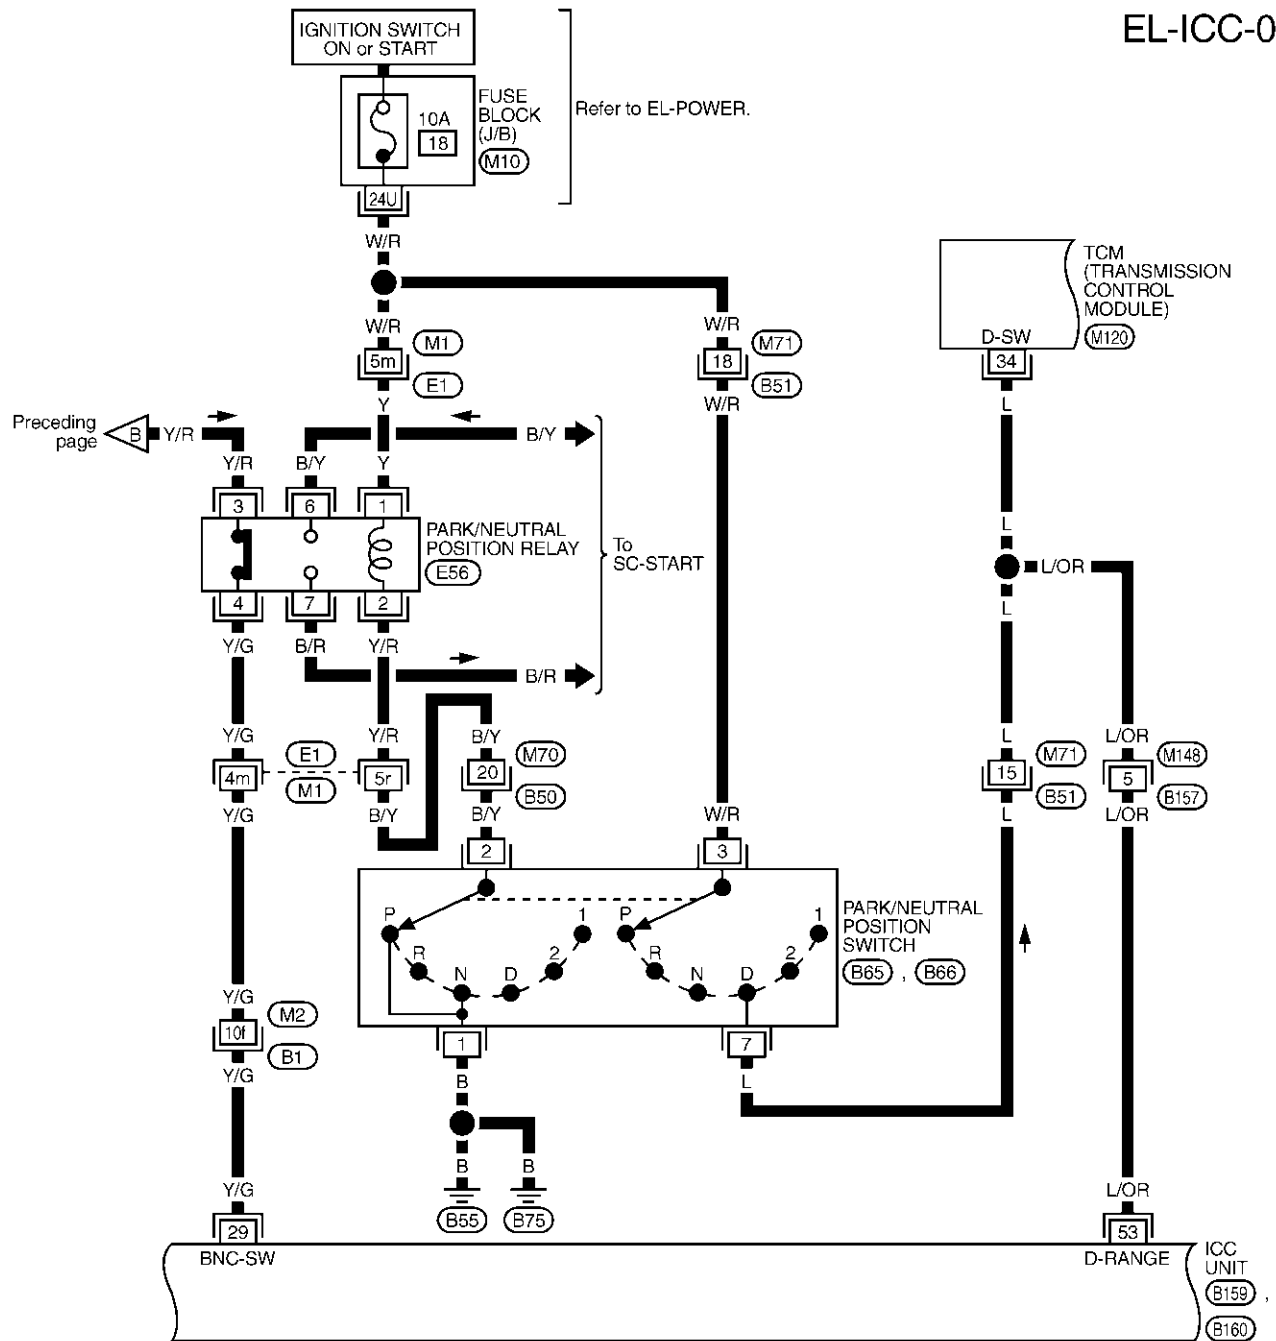 EL-ICC-0
IGNITION SWITCH
ON or START
FUSE
BLOCK
(J/B)
M10
10A
18
Refer to EL-POWER.
24U
W/R
W/R
W/R
5m
M1
E1
18
M71
B51
W/R
TCM
(TRANSMISSION
CONTROL
MODULE)
M120
D-SW
34
L
Preceding
page
B
Y/R
Y
B/Y
Y/R
B/Y
Y
3
6
1
PARK/NEUTRAL
POSITION RELAY
E56
To
SC-START
4
7
2
Y/G
B/R
Y/R
B/R
L
L/OR
L
Y/G
E1
M1
Y/R
4m
5r
Y/G
B/Y
B/Y
M70
20
B50
B/Y
L
M71
15
B51
L
L/OR
M148
5
B157
L/OR
W/R
2
3
P
R
N
D
2
1
P
R
N
D
2
1
PARK/NEUTRAL
POSITION
SWITCH
B65 , B66
Y/G
M2
10f
B1
Y/G
1
7
B
L
B
B
B55
B75
Y/G
29
BNC-SW
L/OR
53
D-RANGE
ICC
UNIT
B159 ,
B160